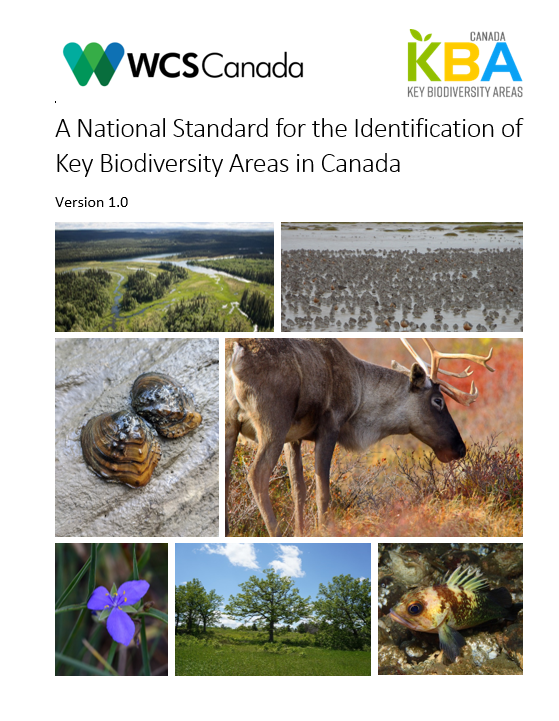 WCS Canada
CANADA
KBA
KEY BIODIVERSITY AREAS
A National Standard for the Identification of
Key Biodiversity Areas in Canada
Version 1.0